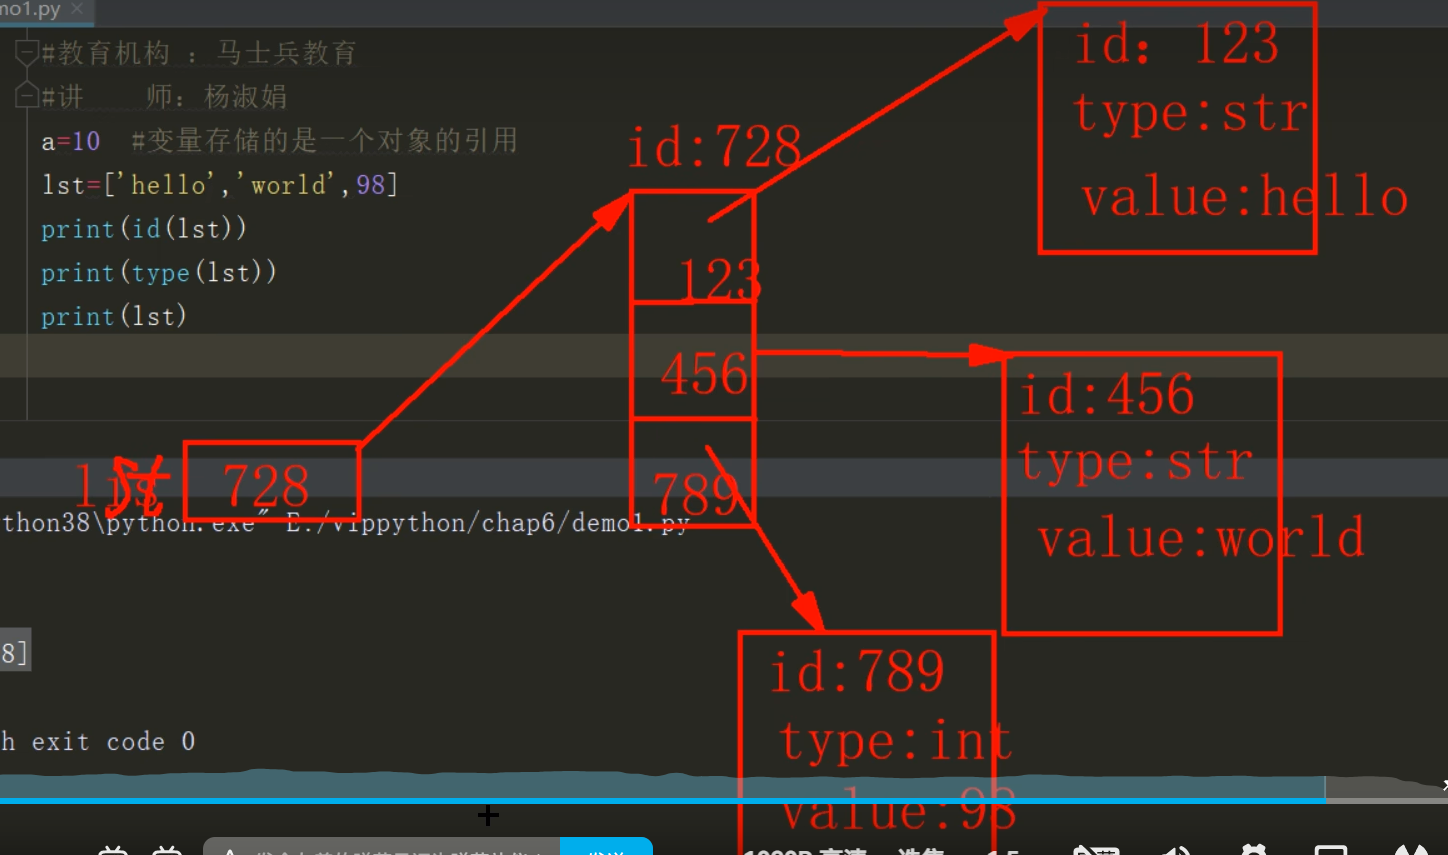 mo1.py ×
#教育机构 ：马士兵教育
#讲    师：杨淑娟
a=10  #变量存储的是一个对象的引用
lst=['hello','world',98]
print(id(lst))
print(type(lst))
print(lst)
id:728
123
456
789
728
id: 123
type:str
value:hello
id:456
type:str
value:world
id:789
type:int
value:98
thon38\python.exe" E:/vippython/chap6/demo1.py
8]
h exit code 0